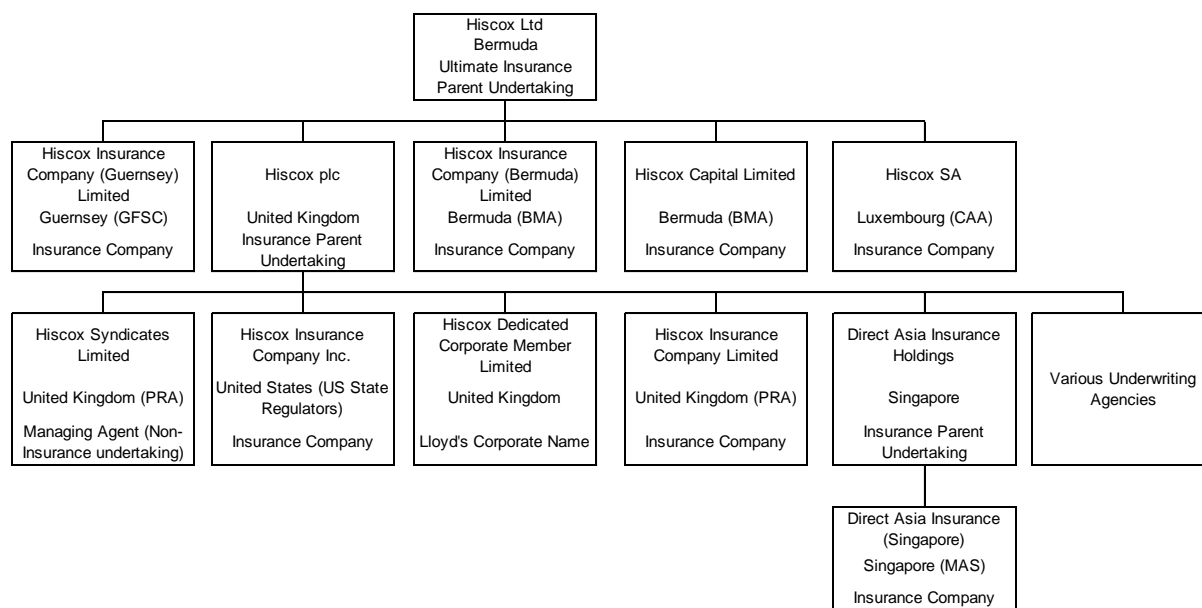 Hiscox Ltd
Bermuda
Ultimate Insurance
Parent Undertaking
Hiscox Insurance
Company (Guernsey)
Limited
Guernsey (GFSC)
Insurance Company
Hiscox plc
United Kingdom
Insurance Parent
Undertaking
Hiscox Insurance
Company (Bermuda)
Limited
Bermuda (BMA)
Insurance Company
Hiscox Capital Limited
Bermuda (BMA)
Insurance Company
Hiscox SA
Luxembourg (CAA)
Insurance Company
Hiscox Syndicates
Limited
United Kingdom (PRA)
Managing Agent (Non-
Insurance undertaking)
Hiscox Insurance
Company Inc.
United States (US State
Regulators)
Insurance Company
Hiscox Dedicated
Corporate Member
Limited
United Kingdom
Lloyd's Corporate Name
Hiscox Insurance
Company Limited
United Kingdom (PRA)
Insurance Company
Direct Asia Insurance
Holdings
Singapore
Insurance Parent
Undertaking
Various Underwriting
Agencies
Direct Asia Insurance
(Singapore)
Singapore (MAS)
Insurance Company